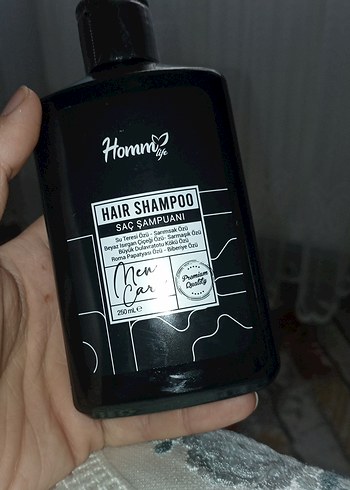 Homm
life
HAIR SHAMPOO
SAÇ ŞAMPUANI
Su Teresi Özü - Sarımsak Özü
Beyaz Isırgan Çiçeği Özü- Sarmaşık Özü
Büyük Dulavratotu Kökü Özü
Roma Papatyası Özü - Biberiye Özü
Men
Care
Premium
Quality
250 mL ℮